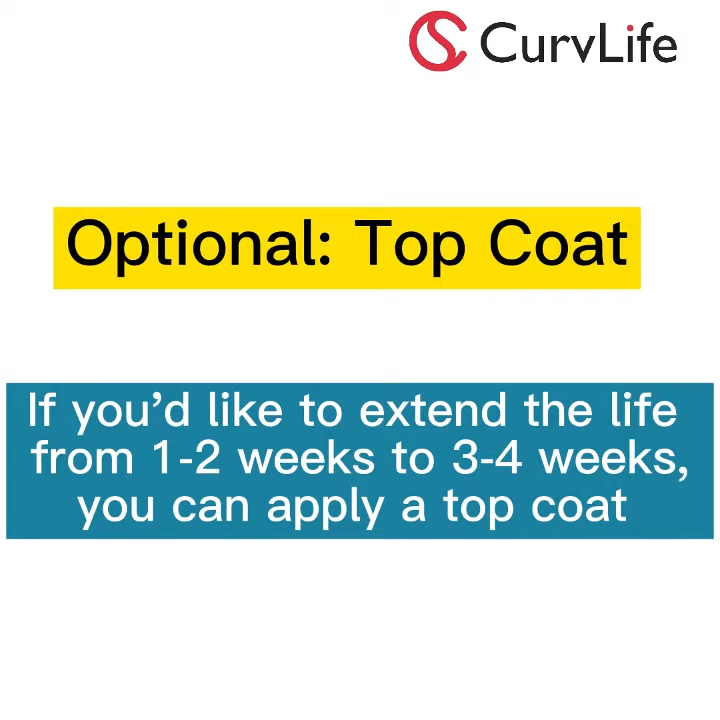 CurvLife
Optional: Top Coat
If you’d like to extend the life
from 1-2 weeks to 3-4 weeks,
you can apply a top coat